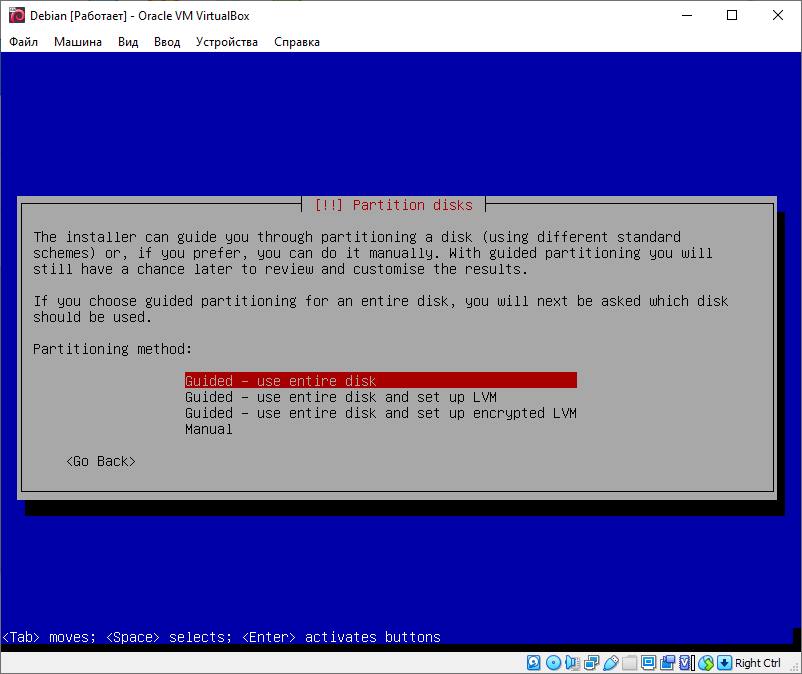 Debian [Работает] - Oracle VM VirtualBox
Файл Машина Вид Ввод Устройства Справка
[!!] Partition disks
The installer can guide you through partitioning a disk (using different standard
schemes) or, if you prefer, you can do it manually. With guided partitioning you will
still have a chance later to review and customise the results.
If you choose guided partitioning for an entire disk, you will next be asked which disk
should be used.
Partitioning method:
Guided - use entire disk
Guided - use entire disk and set up LVM
Guided - use entire disk and set up encrypted LVM
Manual
<Go Back>
<Tab> moves; <Space> selects; <Enter> activates buttons
Right Ctrl